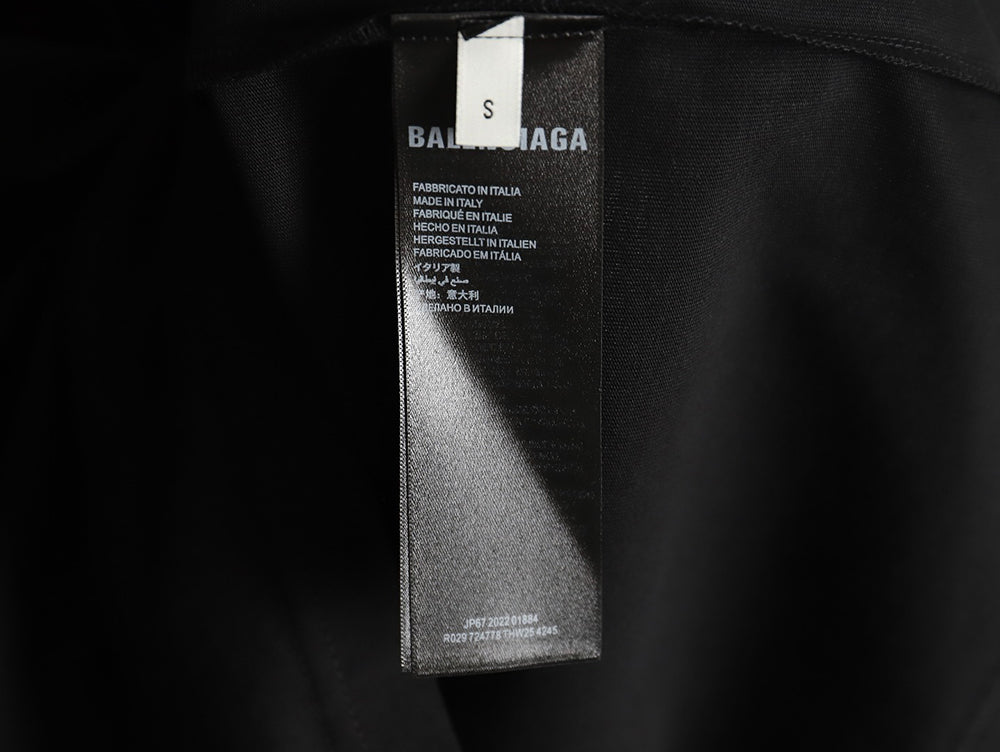 S
BALENCIAGA
FABBRICATO IN ITALIA
MADE IN ITALY
FABRIQUÉ EN ITALIE
HECHO EN ITALIA
HERGESTELLT IN ITALIEN
FABRICADO EM ITÁLIA
イタリア製
صنع في
地：意大利
СДЕЛАНО В ИТАЛИИ
JP67 2022 01884
R029 724778 THW25 4245